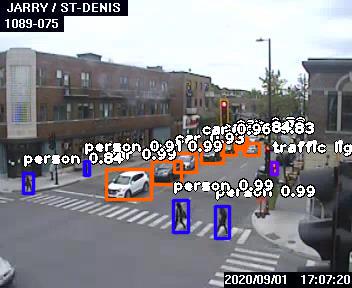 JARRY / ST-DENIS
1089-075
person 0.84
person 0.91
0.99
0.99
car 0.96
0.93
traffic lig
person 0.99
person 0.99
2020/09/01 17:07:20